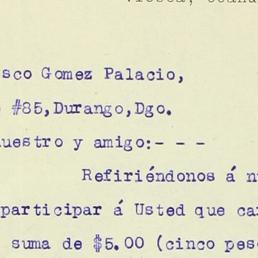 sco Gomez Palacio,
#85,Durango,Dgo.
uestro y amigo:- - -
Refiriéndonos á n
participar á Usted que ca
suma de $5.00 (cinco pes